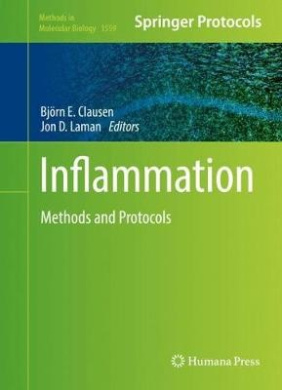 Methods in
Molecular Biology 1559
Springer Protocols
Björn E. Clausen
Jon D. Laman Editors
Inflammation
Methods and Protocols
Humana Press